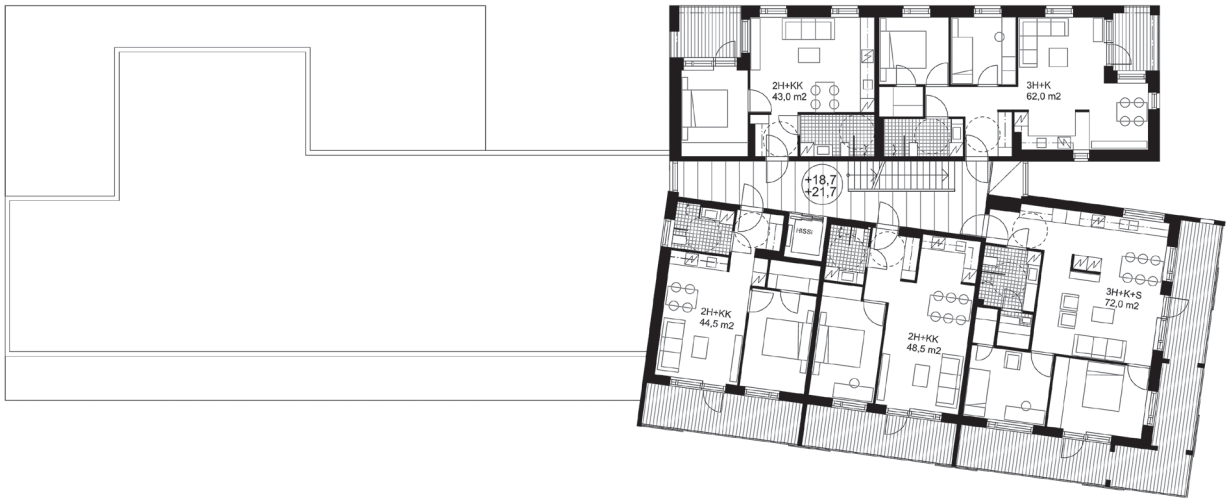 2H+KK
43,0 m2
3H+K
62,0 m2
+18,7
+21,7
HISSI
2H+KK
44,5 m2
2H+KK
48,5 m2
3H+K+S
72,0 m2